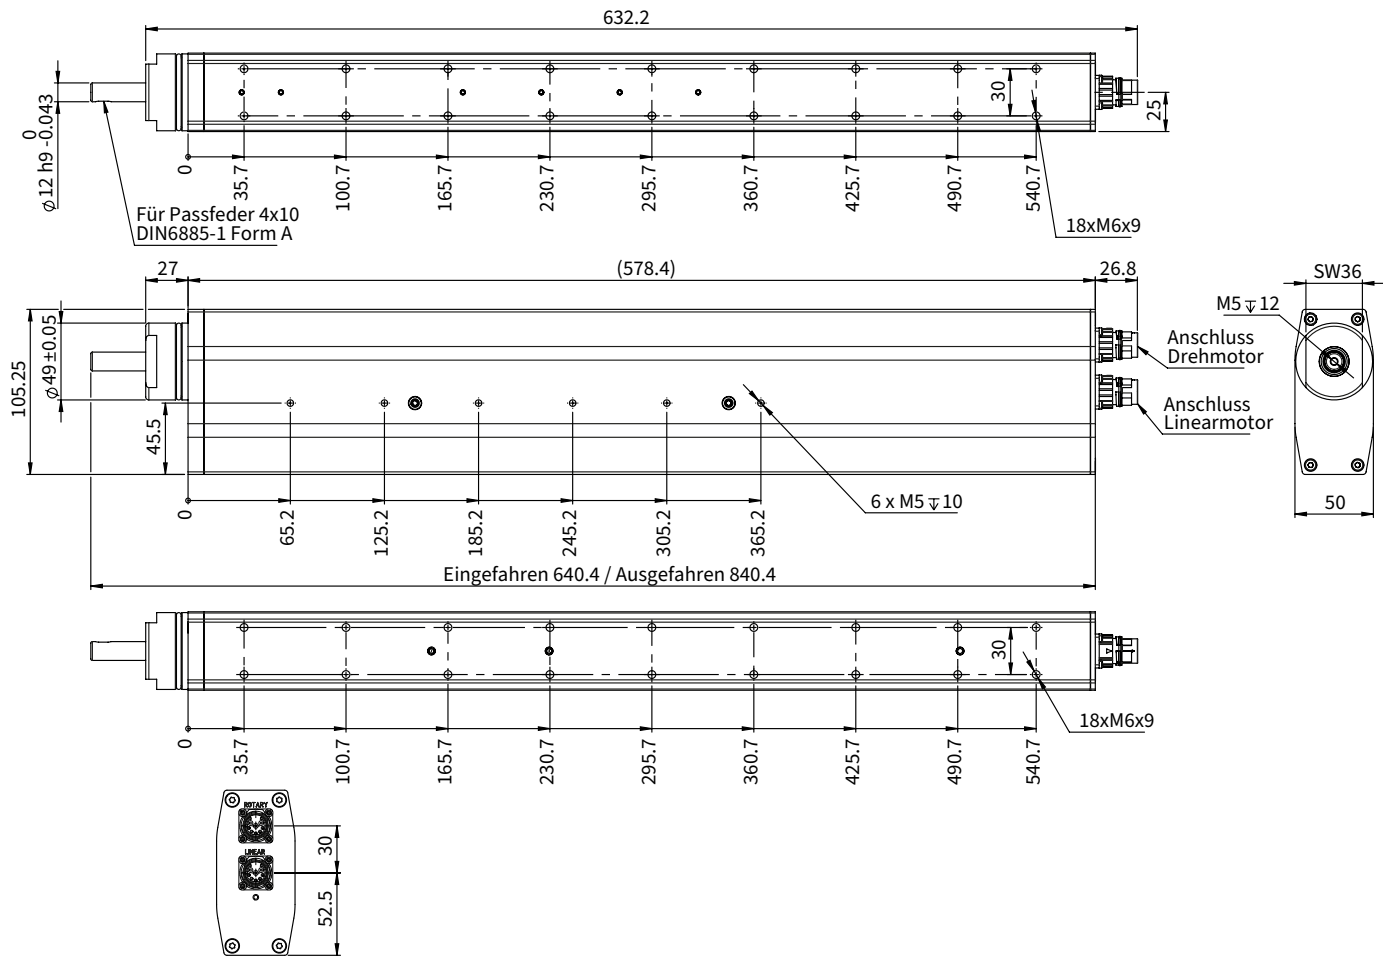 632.2
30
25
⌀12 h9 0 -0.043
0
35.7
100.7
165.7
230.7
295.7
360.7
425.7
490.7
540.7
Für Passfeder 4x10
DIN6885-1 Form A
18xM6x9
27
(578.4)
26.8
SW36
M5↧12
105.25
⌀49±0.05
45.5
Anschluss
Drehmotor
Anschluss
Linearmotor
0
65.2
125.2
185.2
245.2
305.2
365.2
6 x M5↧10
50
Eingefahren 640.4 / Ausgefahren 840.4
30
0
35.7
100.7
165.7
230.7
295.7
360.7
425.7
490.7
540.7
18xM6x9
ROTARY
30
LINEAR
52.5